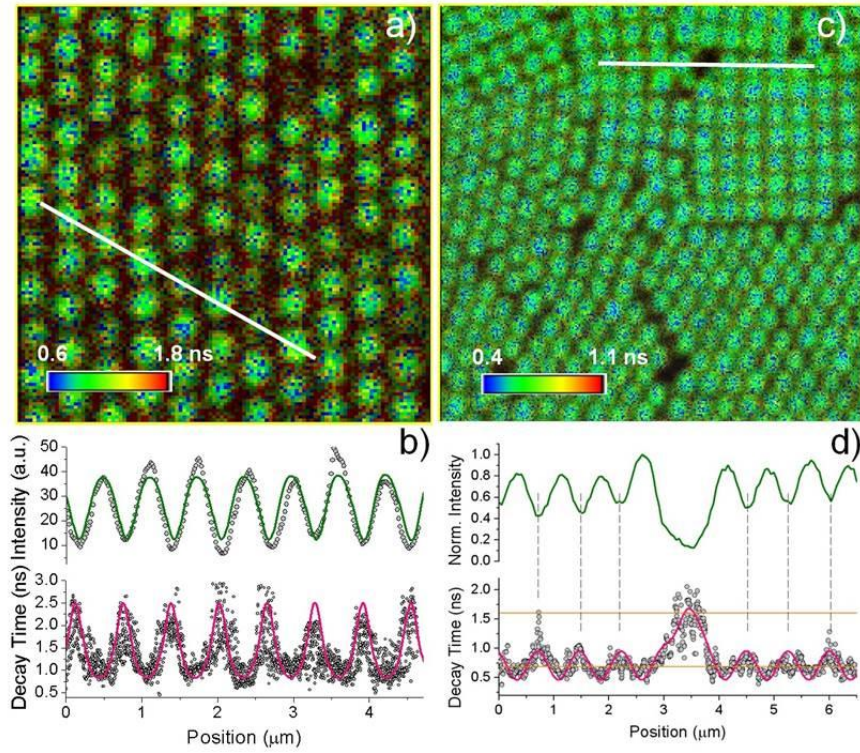 a)
0.6 1.8 ns
c)
0.4 1.1 ns
b)
Intensity (a.u.)
50
40
30
20
10
Decay Time (ns)
3.0
2.5
2.0
1.5
1.0
0.5
0 1 2 3 4
Position (μm)
d)
Norm. Intensity
1.0
0.8
0.6
0.4
0.2
0.0
Decay Time (ns)
2.0
1.5
1.0
0.5
0 1 2 3 4 5 6
Position (μm)